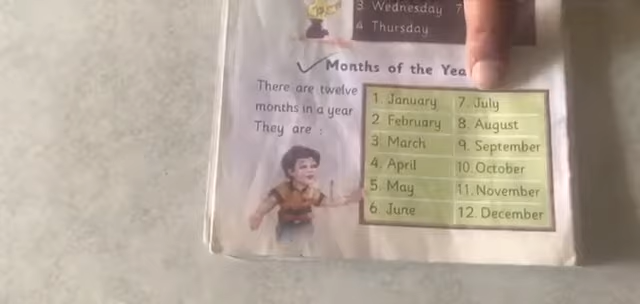 3. Wednesday 7
4 Thursday
Months of the Yea
There are twelve
months in a year
They are :
1. January 7. July
2 February 8. August
3 March 9. September
4. April 10. October
5. May 11. November
6 June 12. December